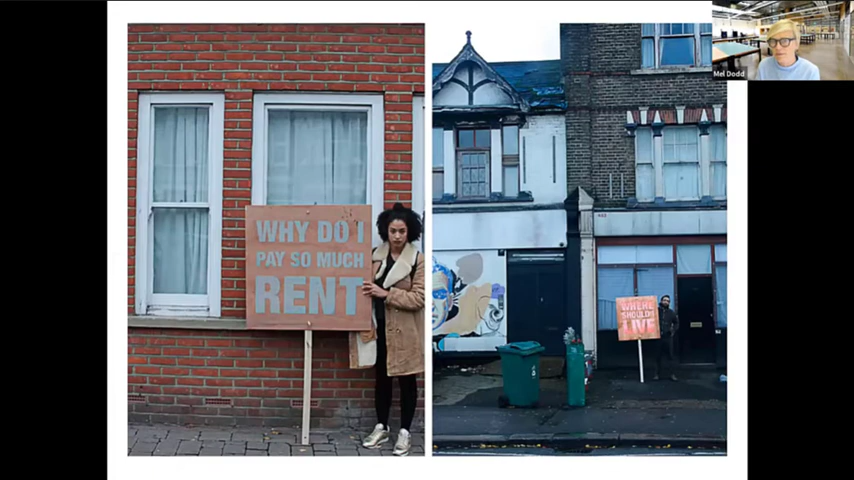 WHY DO I
PAY SO MUCH
RENT
WHERE
SHOULD I
LIVE
Mel Dodd